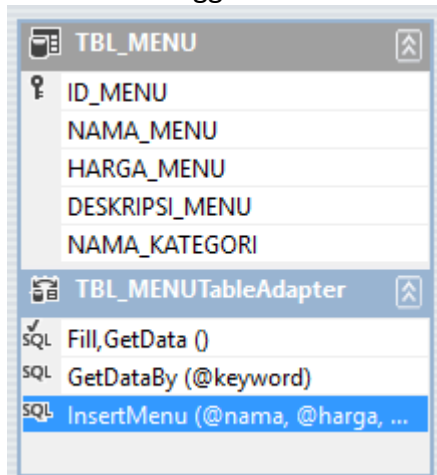 TBL_MENU
ID_MENU
NAMA_MENU
HARGA_MENU
DESKRIPSI_MENU
NAMA_KATEGORI
TBL_MENUTableAdapter
SQL Fill,GetData ()
SQL GetDataBy (@keyword)
SQL InsertMenu (@nama, @harga, ...